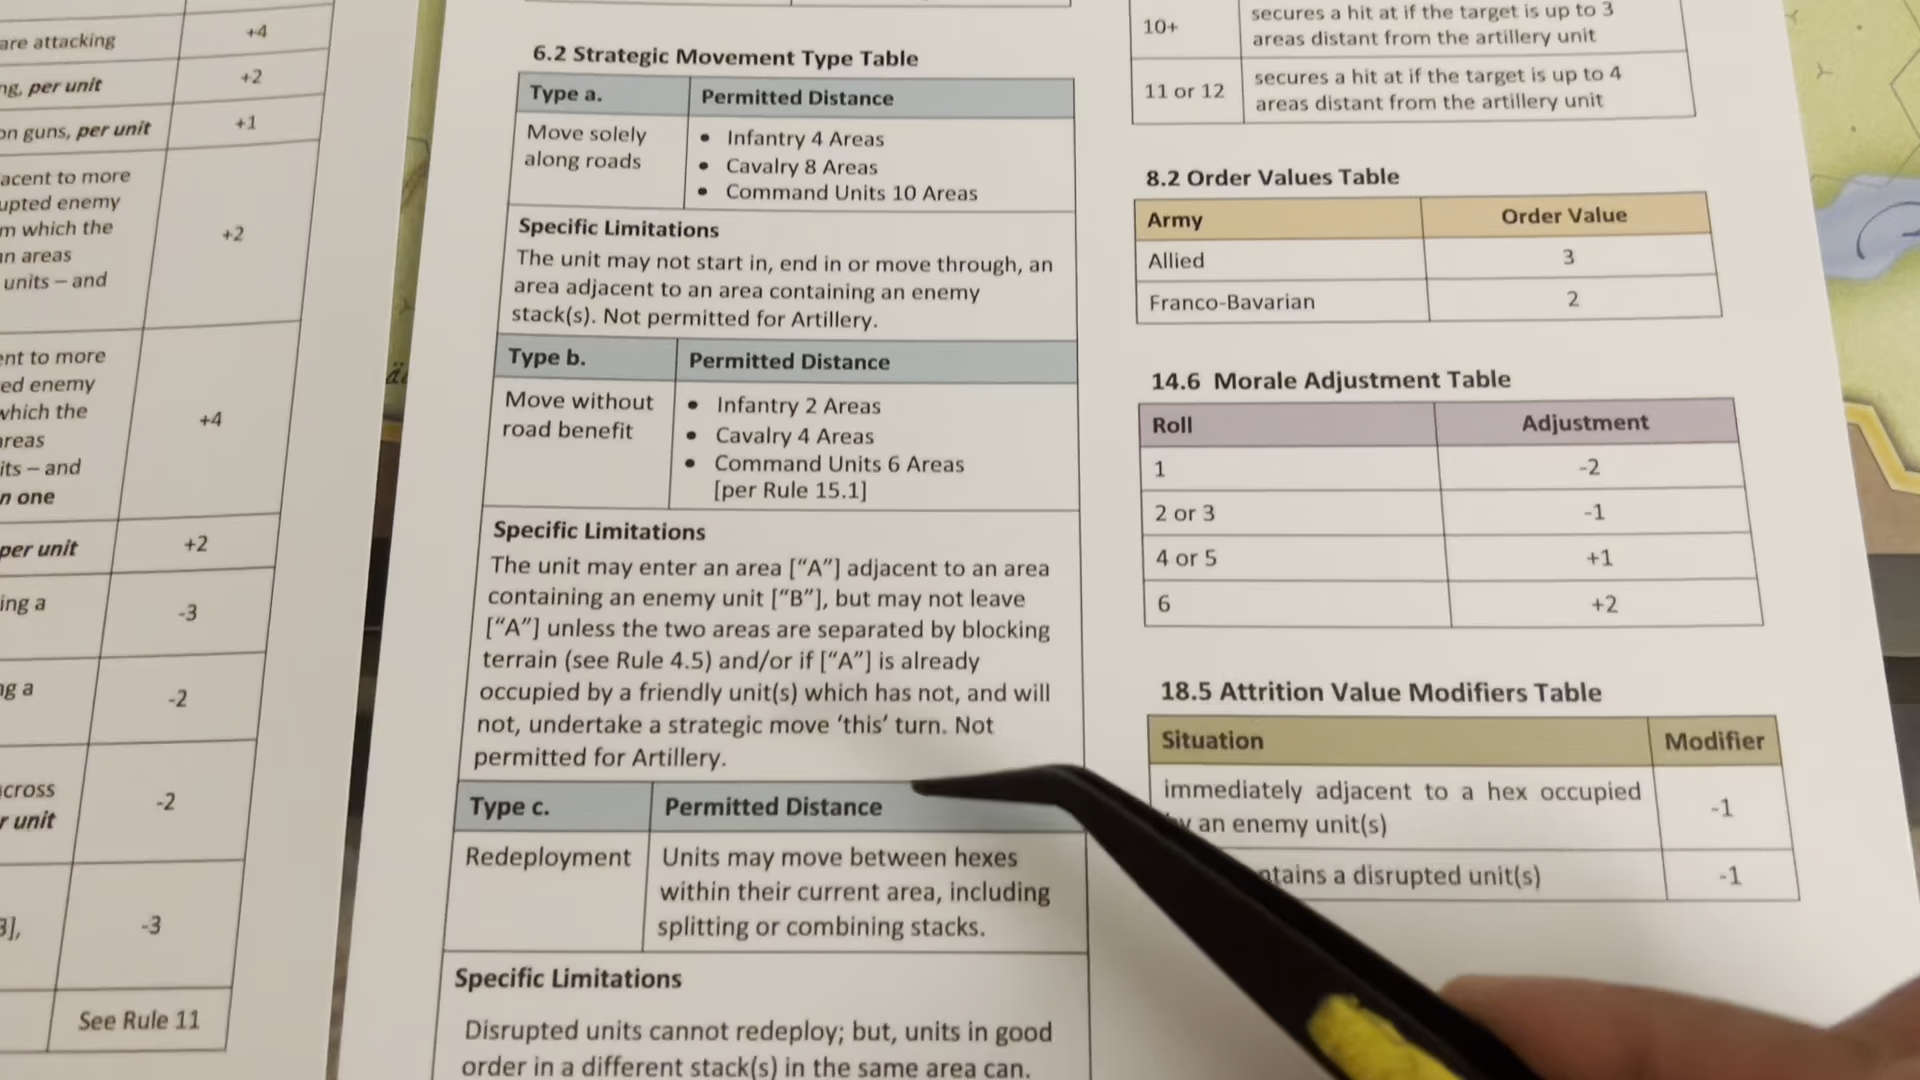 are attacking
+4
ng, per unit
+2
on guns, per unit
+1
acent to more
upted enemy
m which the
an areas
units – and
+2
ent to more
ed enemy
which the
areas
its – and
n one
+4
per unit
+2
ing a
-3
ng a
-2
across
r unit
-2
3],
-3
See Rule 11
6.2 Strategic Movement Type Table
Type a.
Permitted Distance
Move solely
along roads
• Infantry 4 Areas
• Cavalry 8 Areas
• Command Units 10 Areas
Specific Limitations
The unit may not start in, end in or move through, an
area adjacent to an area containing an enemy
stack(s). Not permitted for Artillery.
Type b.
Permitted Distance
Move without
road benefit
• Infantry 2 Areas
• Cavalry 4 Areas
• Command Units 6 Areas
[per Rule 15.1]
Specific Limitations
The unit may enter an area [“A”] adjacent to an area
containing an enemy unit [“B”], but may not leave
[“A”] unless the two areas are separated by blocking
terrain (see Rule 4.5) and/or if [“A”] is already
occupied by a friendly unit(s) which has not, and will
not, undertake a strategic move ‘this’ turn. Not
permitted for Artillery.
Type c.
Permitted Distance
Redeployment
Units may move between hexes
within their current area, including
splitting or combining stacks.
Specific Limitations
Disrupted units cannot redeploy; but, units in good
order in a different stack(s) in the same area can.
10+
secures a hit at if the target is up to 3
areas distant from the artillery unit
11 or 12
secures a hit at if the target is up to 4
areas distant from the artillery unit
8.2 Order Values Table
Army
Order Value
Allied
3
Franco-Bavarian
2
14.6 Morale Adjustment Table
Roll
Adjustment
1
-2
2 or 3
-1
4 or 5
+1
6
+2
18.5 Attrition Value Modifiers Table
Situation
Modifier
immediately adjacent to a hex occupied
by an enemy unit(s)
-1
ntains a disrupted unit(s)
-1